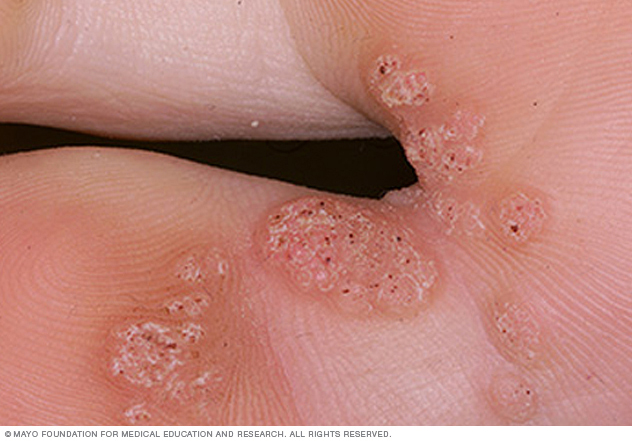 © MAYO FOUNDATION FOR MEDICAL EDUCATION AND RESEARCH. ALL RIGHTS RESERVED.